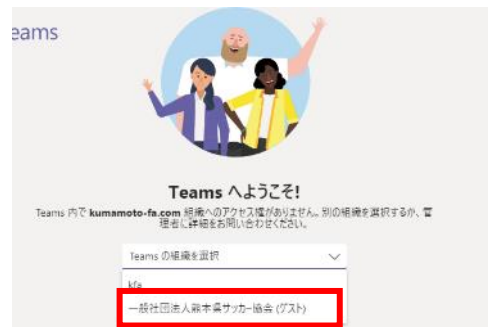 eams
Teams へようこそ!
Teams 内で kumamoto-fa.com 組織へのアクセス権がありません。別の組織を選択するか、管
理者に詳細をお問い合わせください。
Teams の組織を選択
kfa
一般社団法人熊本県サッカー協会 (ゲスト)